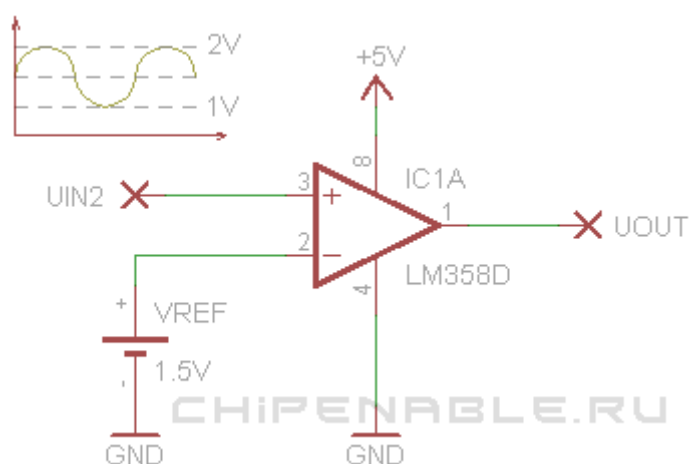 2V
1V
+5V
8
IC1A
UIN2
3
+
1
UOUT
2
−
LM358D
4
+
VREF
1.5V
-
CHiPENABLE.RU
GND
GND